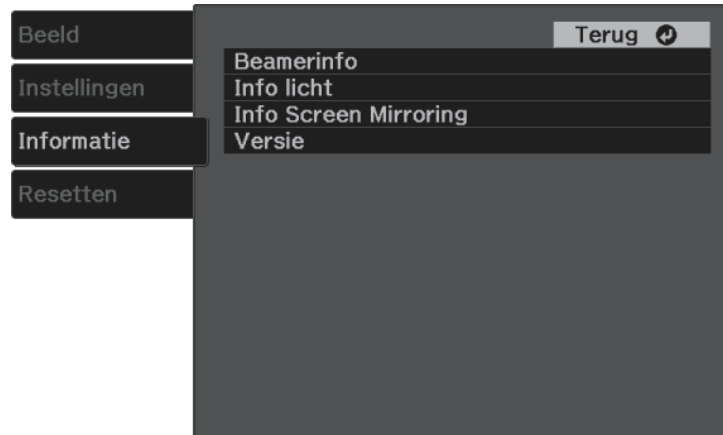 Beeld
Instellingen
Informatie
Resetten
Terug
Beamerinfo
Info licht
Info Screen Mirroring
Versie